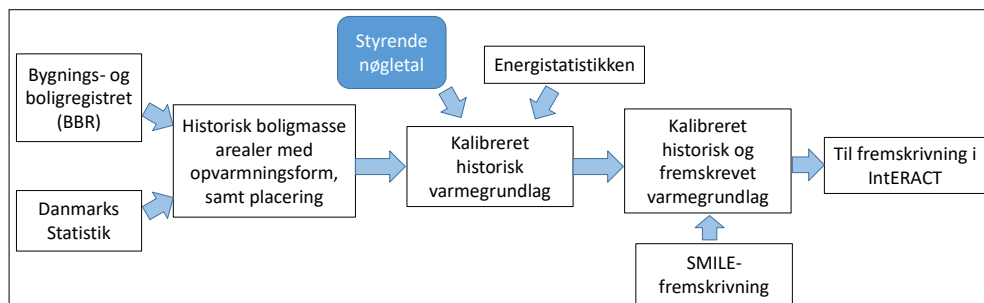 Bygnings- og
boligregistret
(BBR)
Danmarks
Statistik
Historisk boligmasse
arealer med
opvarmningsform,
samt placering
Styrende
nøgletal
Energistatistikken
Kalibreret
historisk
varmegrundlag
Kalibreret
historisk og
fremskrevet
varmegrundlag
SMILE-
fremskrivning
Til fremskrivning i
IntERACT